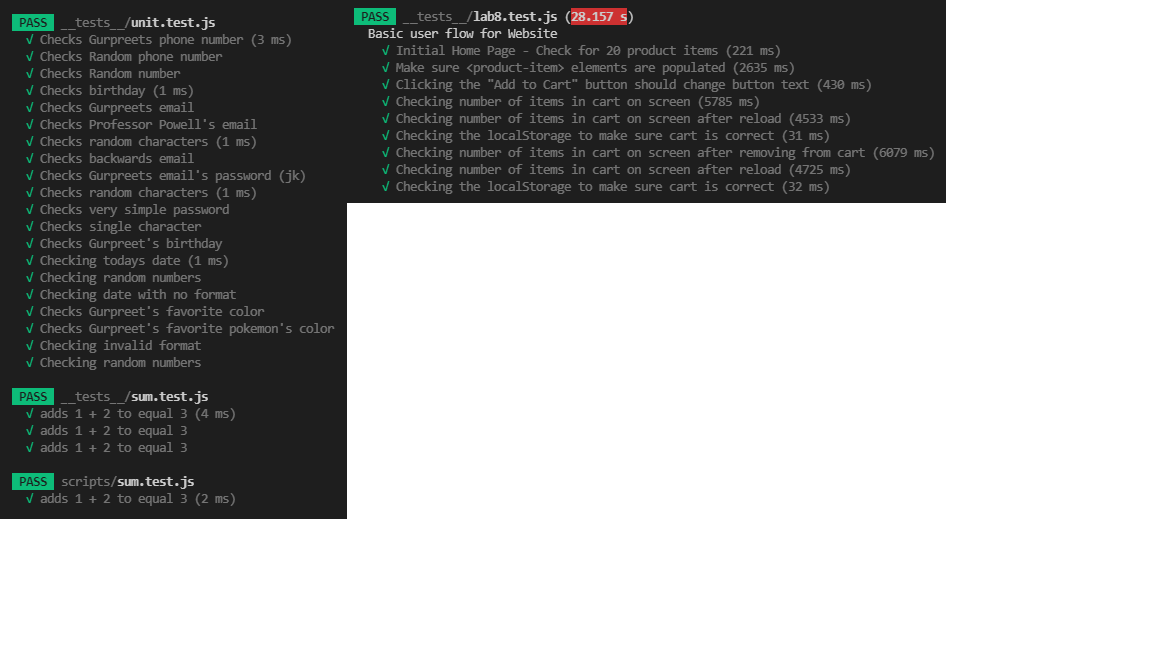 PASS __tests__/unit.test.js
√ Checks Gurpreets phone number (3 ms)
√ Checks Random phone number
√ Checks Random number
√ Checks birthday (1 ms)
√ Checks Gurpreets email
√ Checks Professor Powell's email
√ Checks random characters (1 ms)
√ Checks backwards email
√ Checks Gurpreets email's password (jk)
√ Checks random characters (1 ms)
√ Checks very simple password
√ Checks single character
√ Checks Gurpreet's birthday
√ Checking todays date (1 ms)
√ Checking random numbers
√ Checking date with no format
√ Checks Gurpreet's favorite color
√ Checks Gurpreet's favorite pokemon's color
√ Checking invalid format
√ Checking random numbers
PASS __tests__/sum.test.js
√ adds 1 + 2 to equal 3 (4 ms)
√ adds 1 + 2 to equal 3
√ adds 1 + 2 to equal 3
PASS scripts/sum.test.js
√ adds 1 + 2 to equal 3 (2 ms)
PASS __tests__/lab8.test.js (28.157 s)
Basic user flow for Website
√ Initial Home Page - Check for 20 product items (221 ms)
√ Make sure <product-item> elements are populated (2635 ms)
√ Clicking the "Add to Cart" button should change button text (430 ms)
√ Checking number of items in cart on screen (5785 ms)
√ Checking number of items in cart on screen after reload (4533 ms)
√ Checking the localStorage to make sure cart is correct (31 ms)
√ Checking number of items in cart on screen after removing from cart (6079 ms)
√ Checking number of items in cart on screen after reload (4725 ms)
√ Checking the localStorage to make sure cart is correct (32 ms)